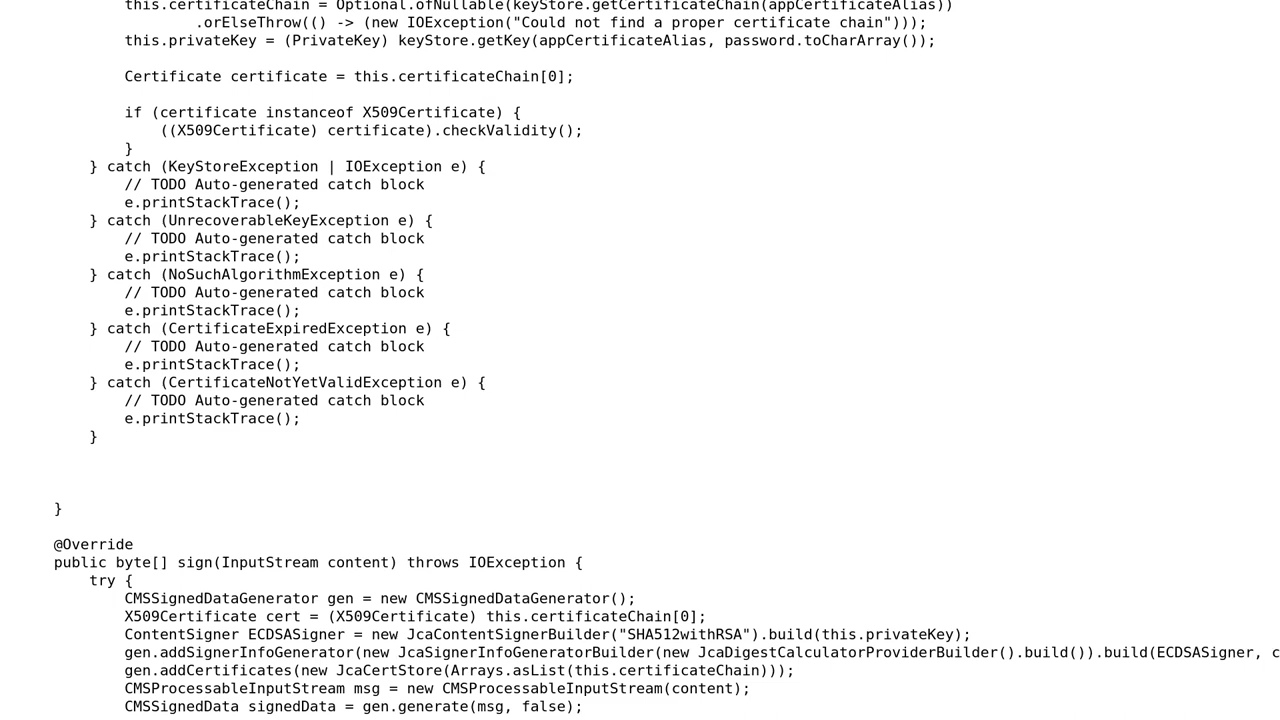 this.certificateChain = Optional.ofNullable(keyStore.getCertificateChain(appCertificateAlias))
.orElseThrow(() -> (new IOException("Could not find a proper certificate chain")));
this.privateKey = (PrivateKey) keyStore.getKey(appCertificateAlias, password.toCharArray());
Certificate certificate = this.certificateChain[0];
if (certificate instanceof X509Certificate) {
((X509Certificate) certificate).checkValidity();
}
} catch (KeyStoreException | IOException e) {
// TODO Auto-generated catch block
e.printStackTrace();
} catch (UnrecoverableKeyException e) {
// TODO Auto-generated catch block
e.printStackTrace();
} catch (NoSuchAlgorithmException e) {
// TODO Auto-generated catch block
e.printStackTrace();
} catch (CertificateExpiredException e) {
// TODO Auto-generated catch block
e.printStackTrace();
} catch (CertificateNotYetValidException e) {
// TODO Auto-generated catch block
e.printStackTrace();
}
}
@Override
public byte[] sign(InputStream content) throws IOException {
try {
CMSSignedDataGenerator gen = new CMSSignedDataGenerator();
X509Certificate cert = (X509Certificate) this.certificateChain[0];
ContentSigner ECDSASigner = new JcaContentSignerBuilder("SHA512withRSA").build(this.privateKey);
gen.addSignerInfoGenerator(new JcaSignerInfoGeneratorBuilder(new JcaDigestCalculatorProviderBuilder().build()).build(ECDSASigner, c
gen.addCertificates(new JcaCertStore(Arrays.asList(this.certificateChain)));
CMSProcessableInputStream msg = new CMSProcessableInputStream(content);
CMSSignedData signedData = gen.generate(msg, false);